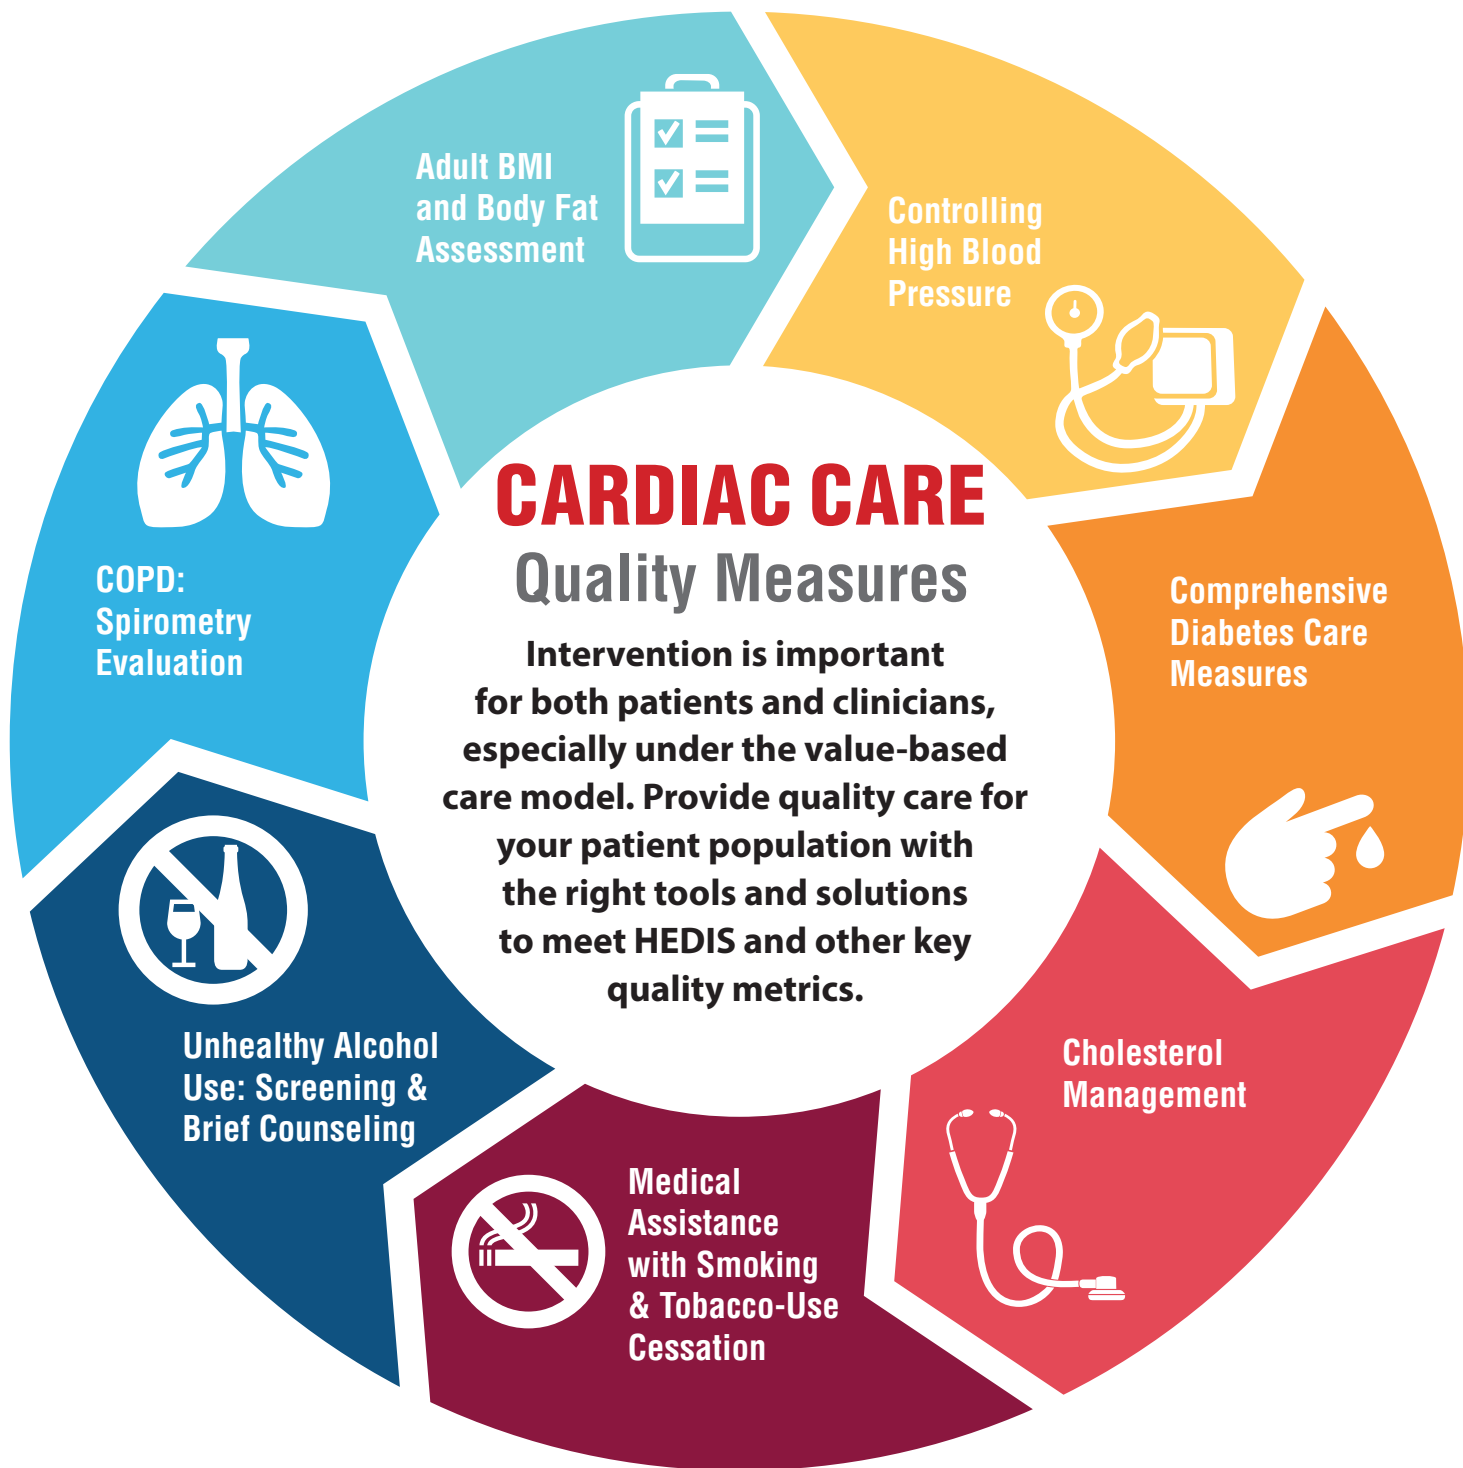 Adult BMI
and Body Fat
Assessment
Controlling
High Blood
Pressure
Comprehensive
Diabetes Care
Measures
Cholesterol
Management
Medical
Assistance
with Smoking
& Tobacco-Use
Cessation
Unhealthy Alcohol
Use: Screening &
Brief Counseling
COPD:
Spirometry
Evaluation
CARDIAC CARE
Quality Measures
Intervention is important
for both patients and clinicians,
especially under the value-based
care model. Provide quality care for
your patient population with
the right tools and solutions
to meet HEDIS and other key
quality metrics.